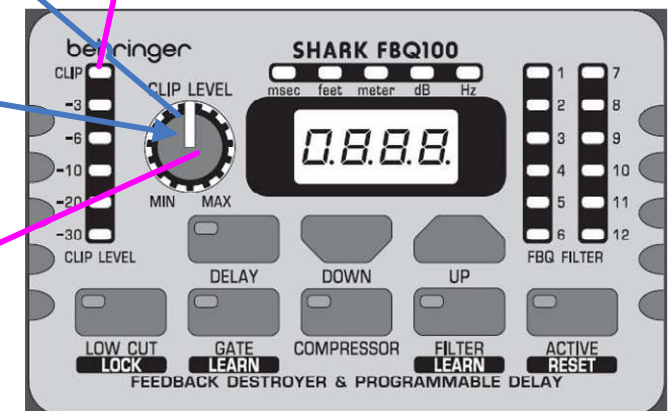 behringer
SHARK FBQ100
CLIP
-3
-6
-10
-20
-30
CLIP LEVEL
CLIP LEVEL
MIN MAX
msec feet meter dB Hz
0.8.8.8.
1 7
2 8
3 9
4 10
5 11
6 12
FBQ FILTER
DELAY DOWN UP
LOW CUT GATE COMPRESSOR FILTER ACTIVE
LOCK LEARN LEARN RESET
FEEDBACK DESTROYER & PROGRAMMABLE DELAY